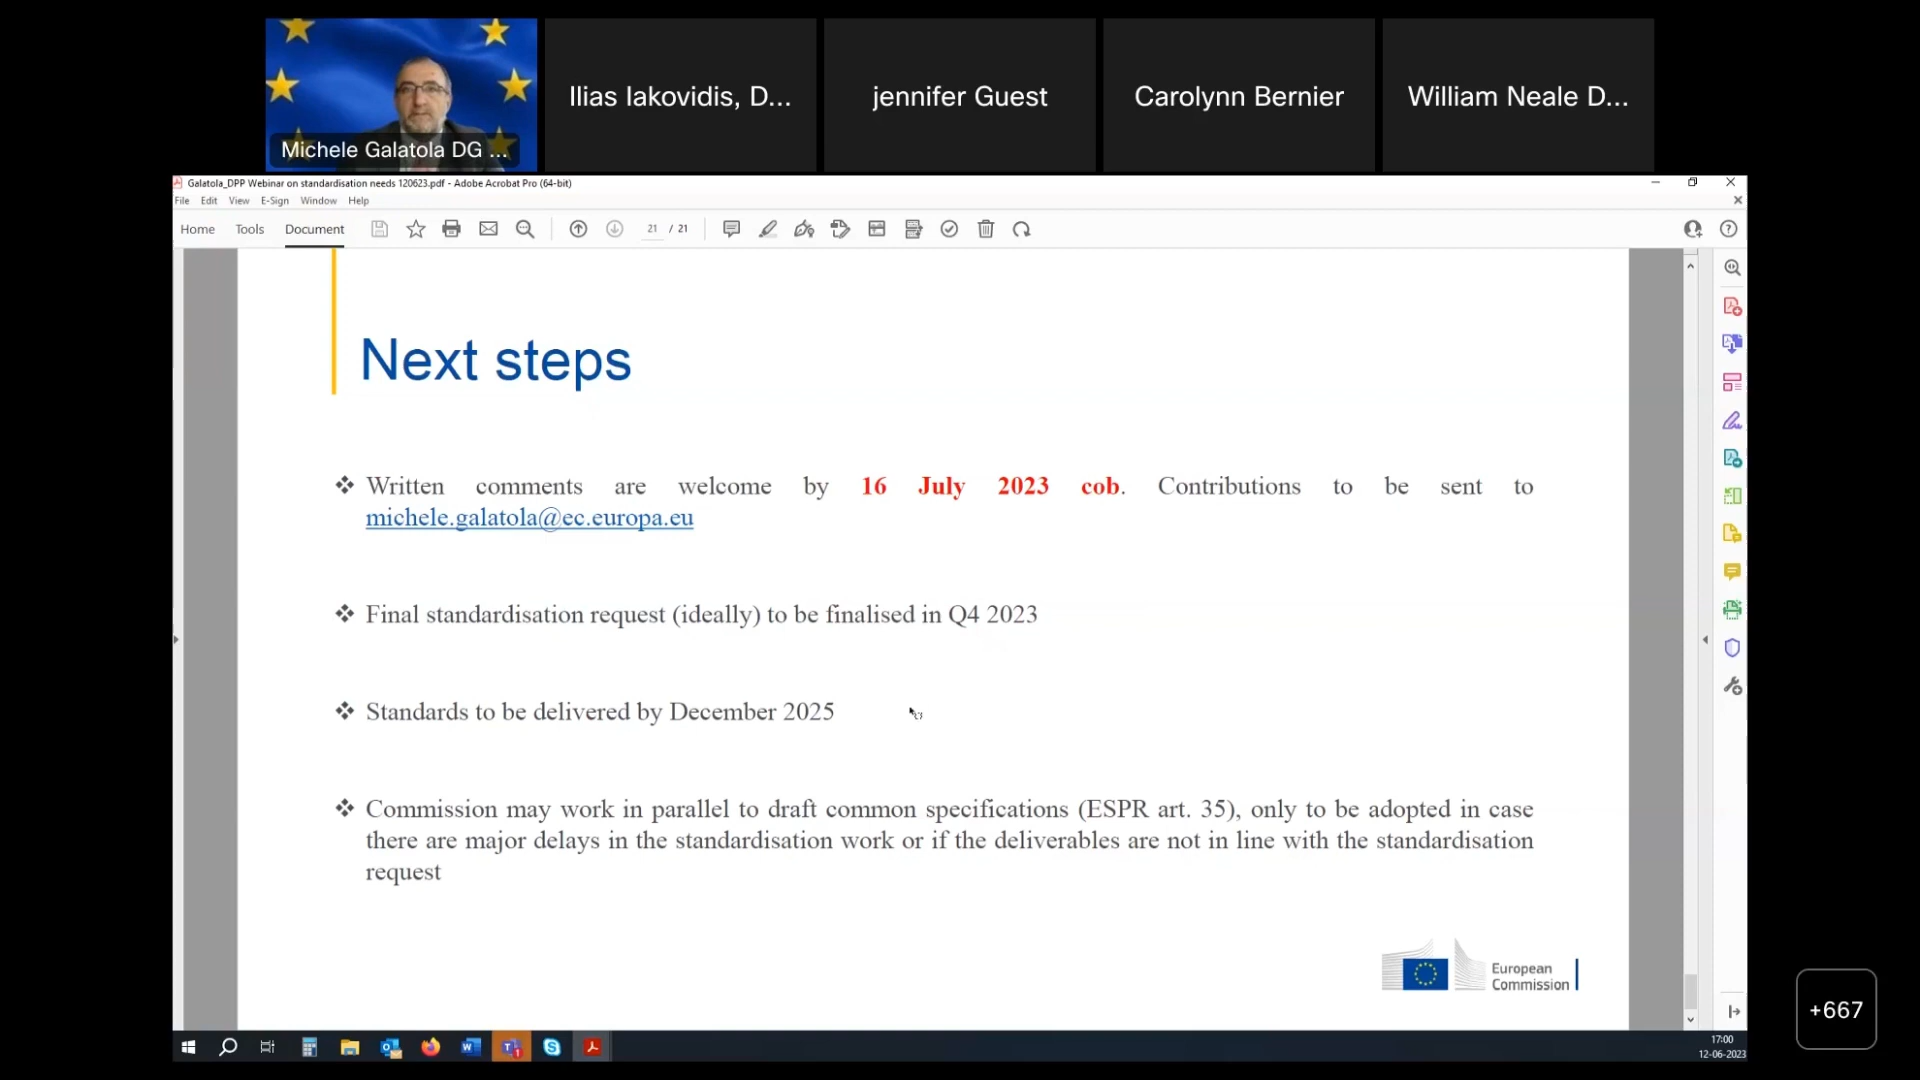 Michele Galatola DG ...
Ilias Iakovidis, D...
jennifer Guest
Carolynn Bernier
William Neale D...
Galatola_DPP Webinar on standardisation needs 120623.pdf - Adobe Acrobat Pro (64-bit)
File Edit View E-Sign Window Help
Home Tools Document 21 / 21
Next steps
❖ Written comments are welcome by 16 July 2023 cob. Contributions to be sent to
michele.galatola@ec.europa.eu
❖ Final standardisation request (ideally) to be finalised in Q4 2023
❖ Standards to be delivered by December 2025
❖ Commission may work in parallel to draft common specifications (ESPR art. 35), only to be adopted in case
there are major delays in the standardisation work or if the deliverables are not in line with the standardisation
request
European
Commission
+667
17:00
12-06-2023